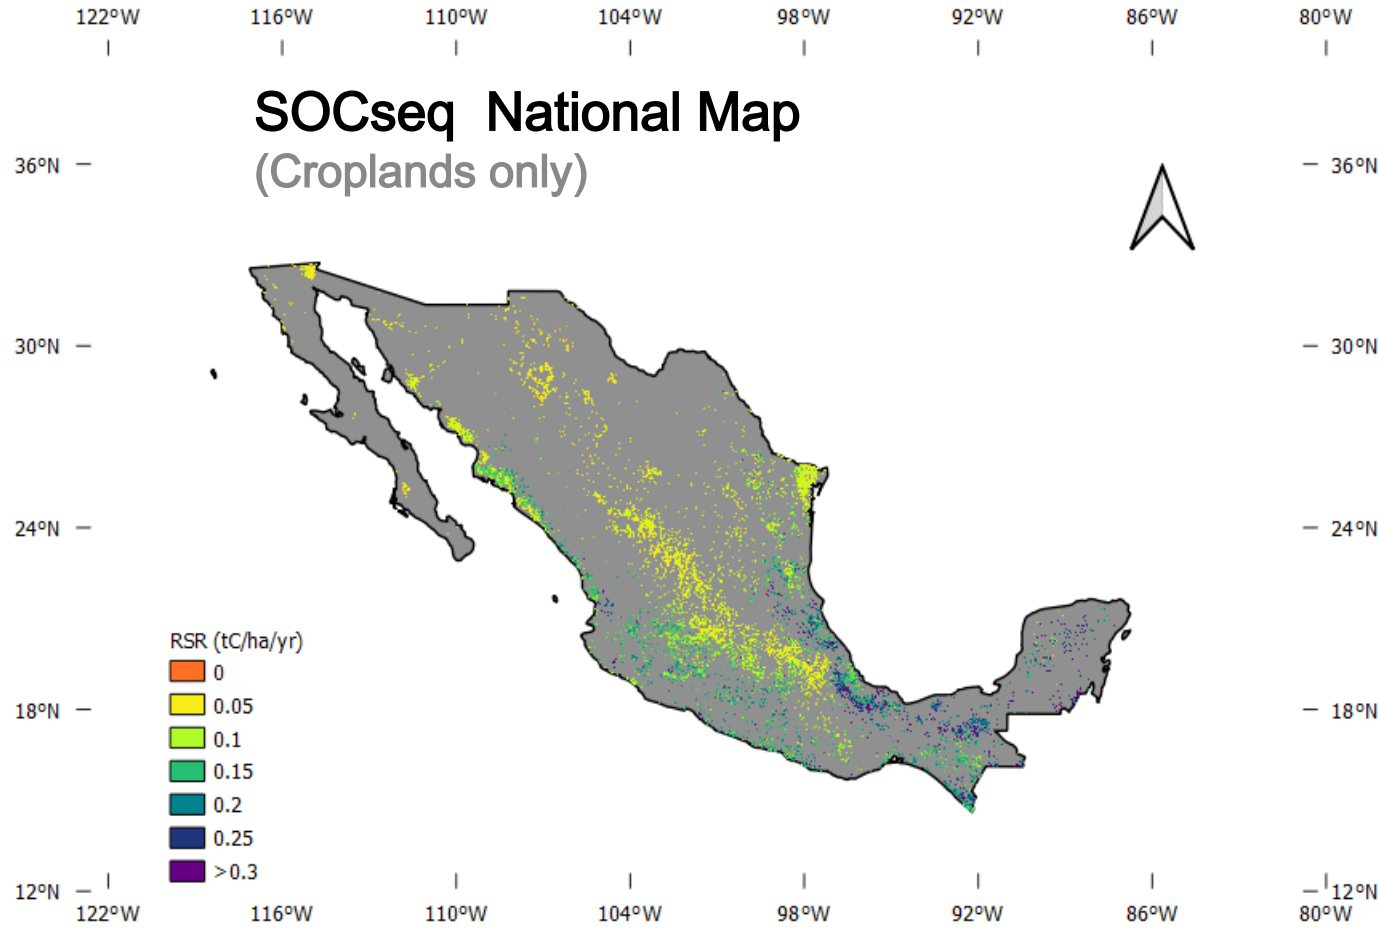 122°W 116°W 110°W 104°W 98°W 92°W 86°W 80°W
SOCseq National Map
(Croplands only)
36°N 36°N
30°N 30°N
24°N 24°N
18°N 18°N
RSR (tC/ha/yr)
0
0.05
0.1
0.15
0.2
0.25
>0.3
12°N 12°N
122°W 116°W 110°W 104°W 98°W 92°W 86°W 80°W